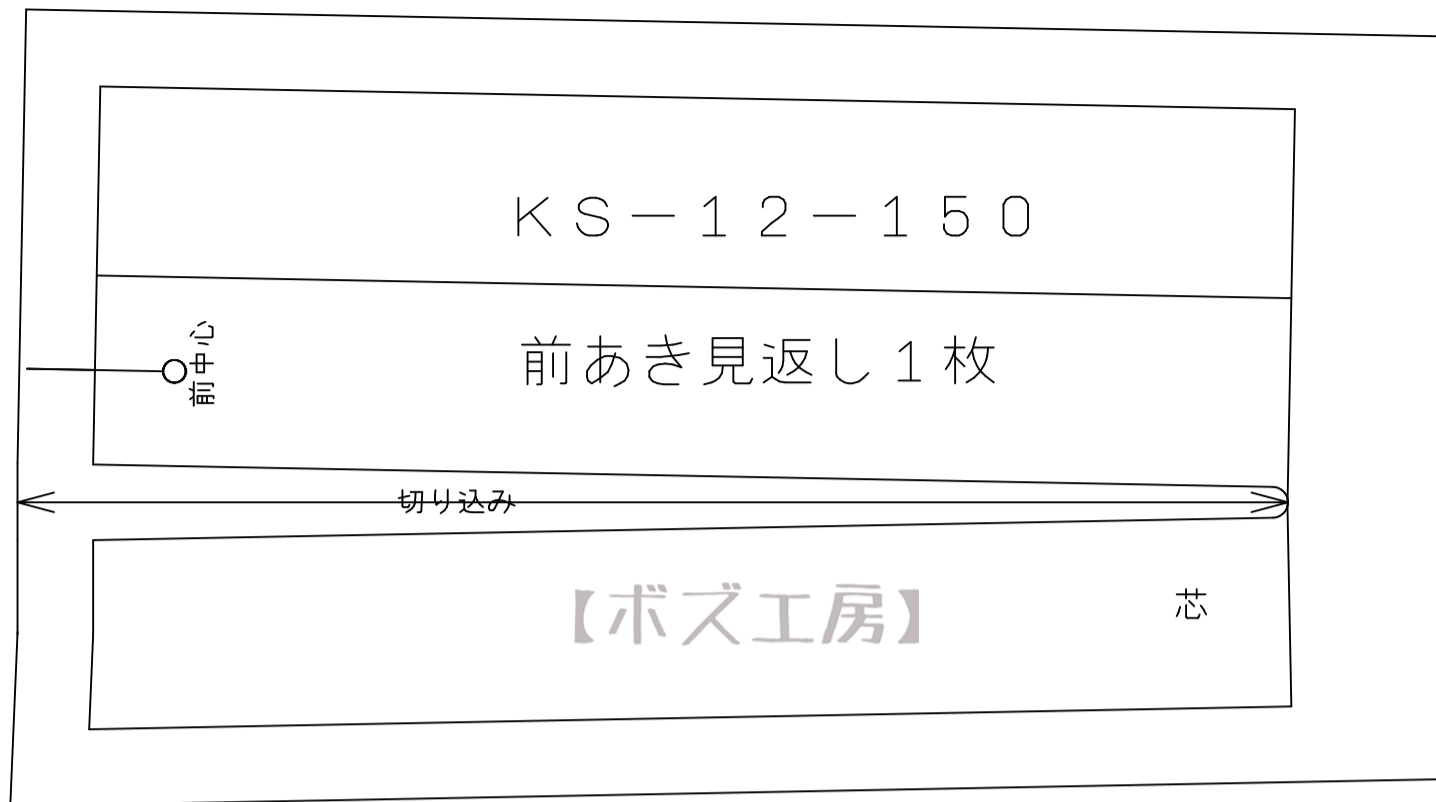 ＫＳ－１２－１５０
前あき見返し１枚
前中心
切り込み
【ボズ工房】
芯